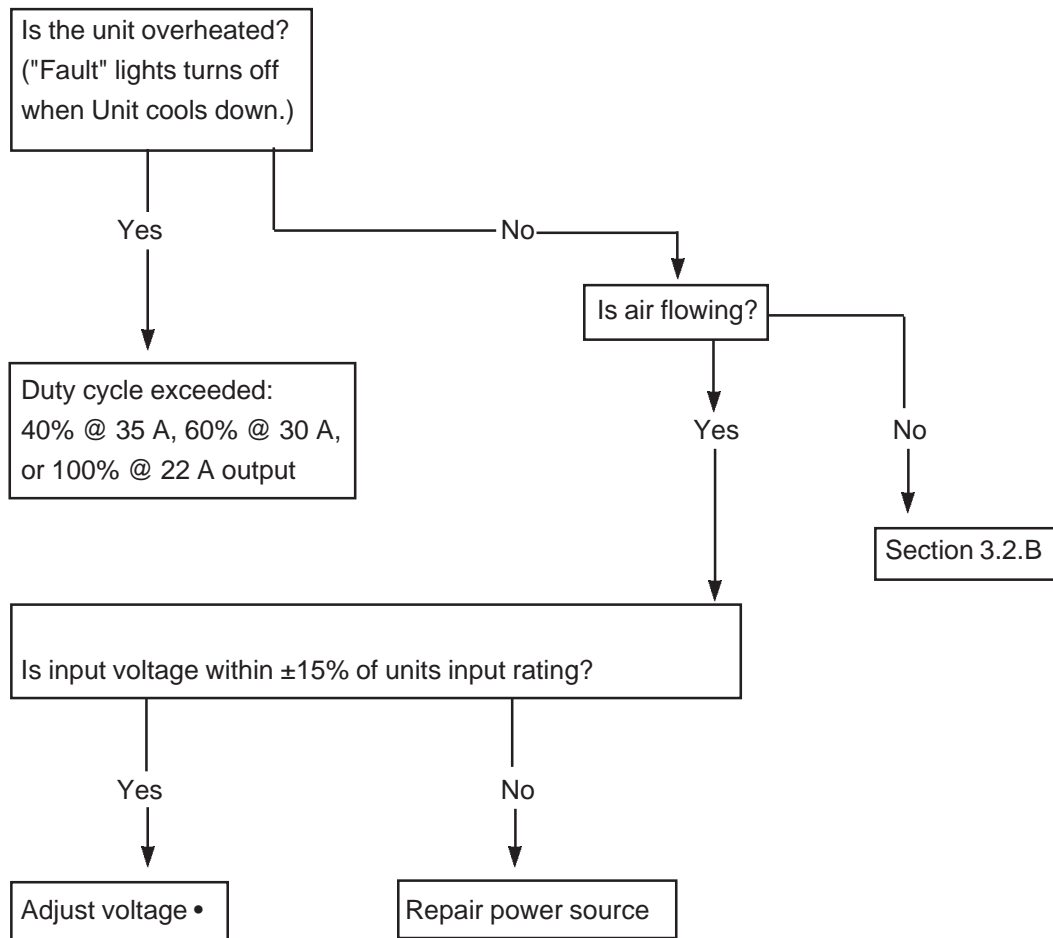 Is the unit overheated?
("Fault" lights turns off
when Unit cools down.)
Yes
No
Is air flowing?
Duty cycle exceeded:
40% @ 35 A, 60% @ 30 A,
or 100% @ 22 A output
Yes
No
Section 3.2.B
Is input voltage within ±15% of units input rating?
Yes
No
Adjust voltage •
Repair power source